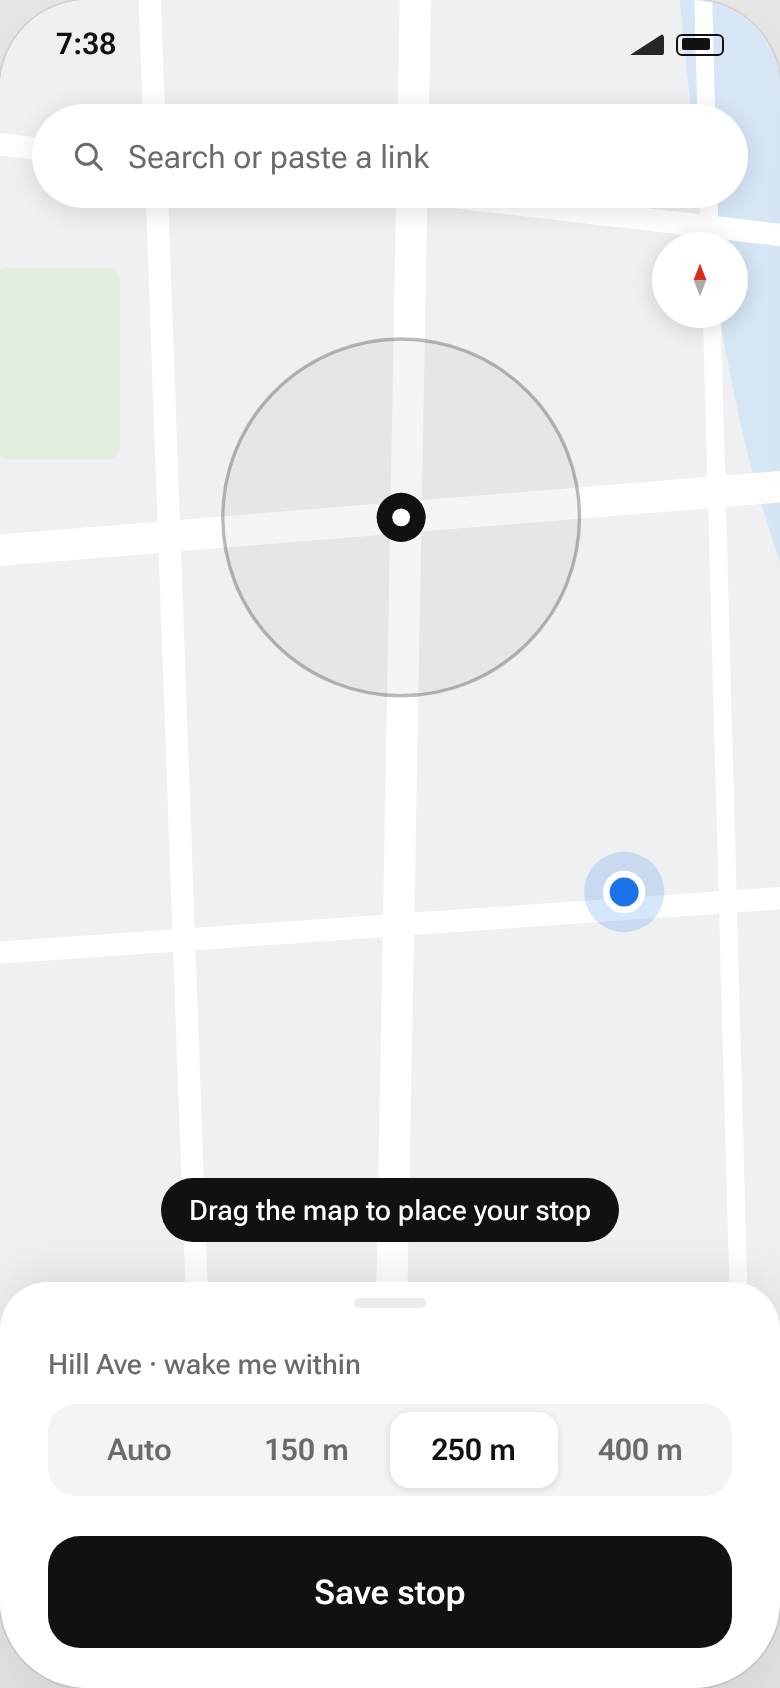 7:38
Search or paste a link
Drag the map to place your stop
Hill Ave · wake me within
Auto 150 m 250 m 400 m
Save stop